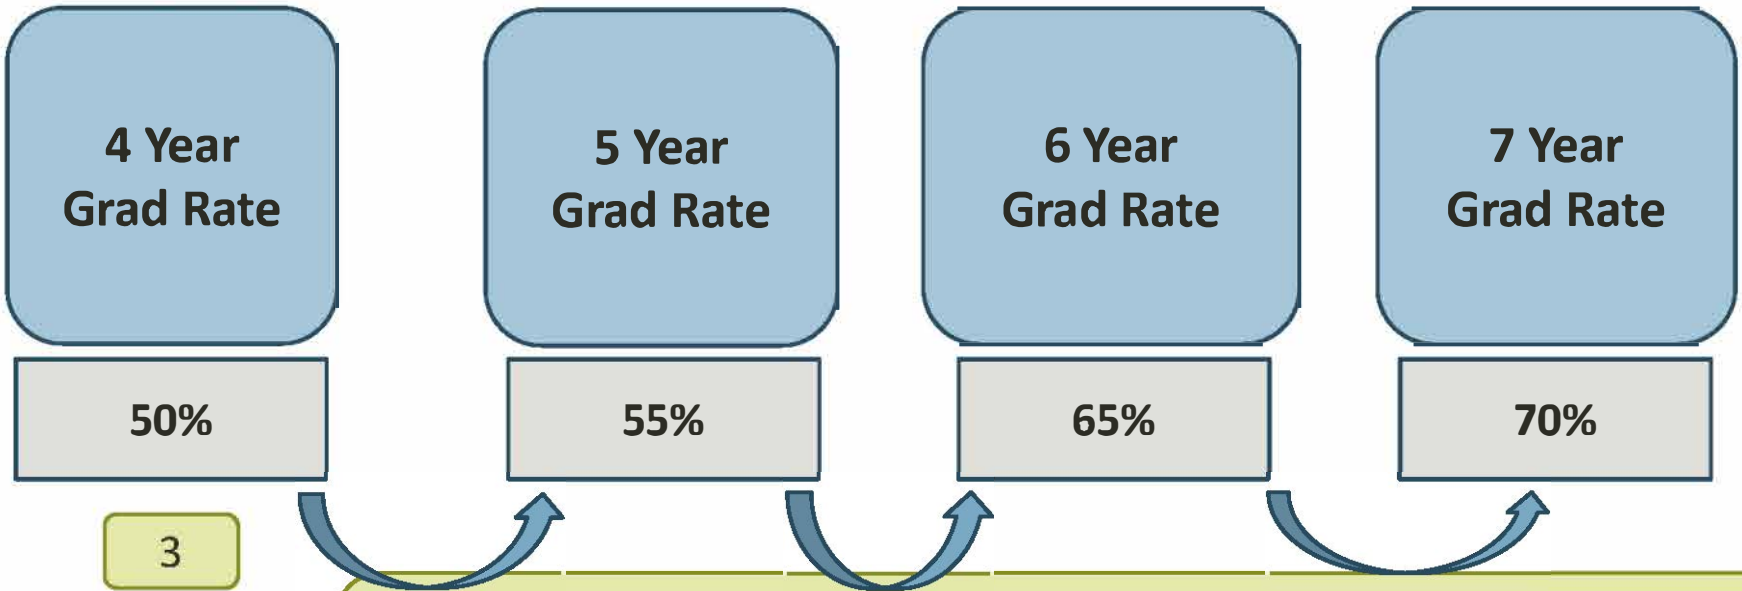 4 Year
Grad Rate
5 Year
Grad Rate
6 Year
Grad Rate
7 Year
Grad Rate
50%
55%
65%
70%
3